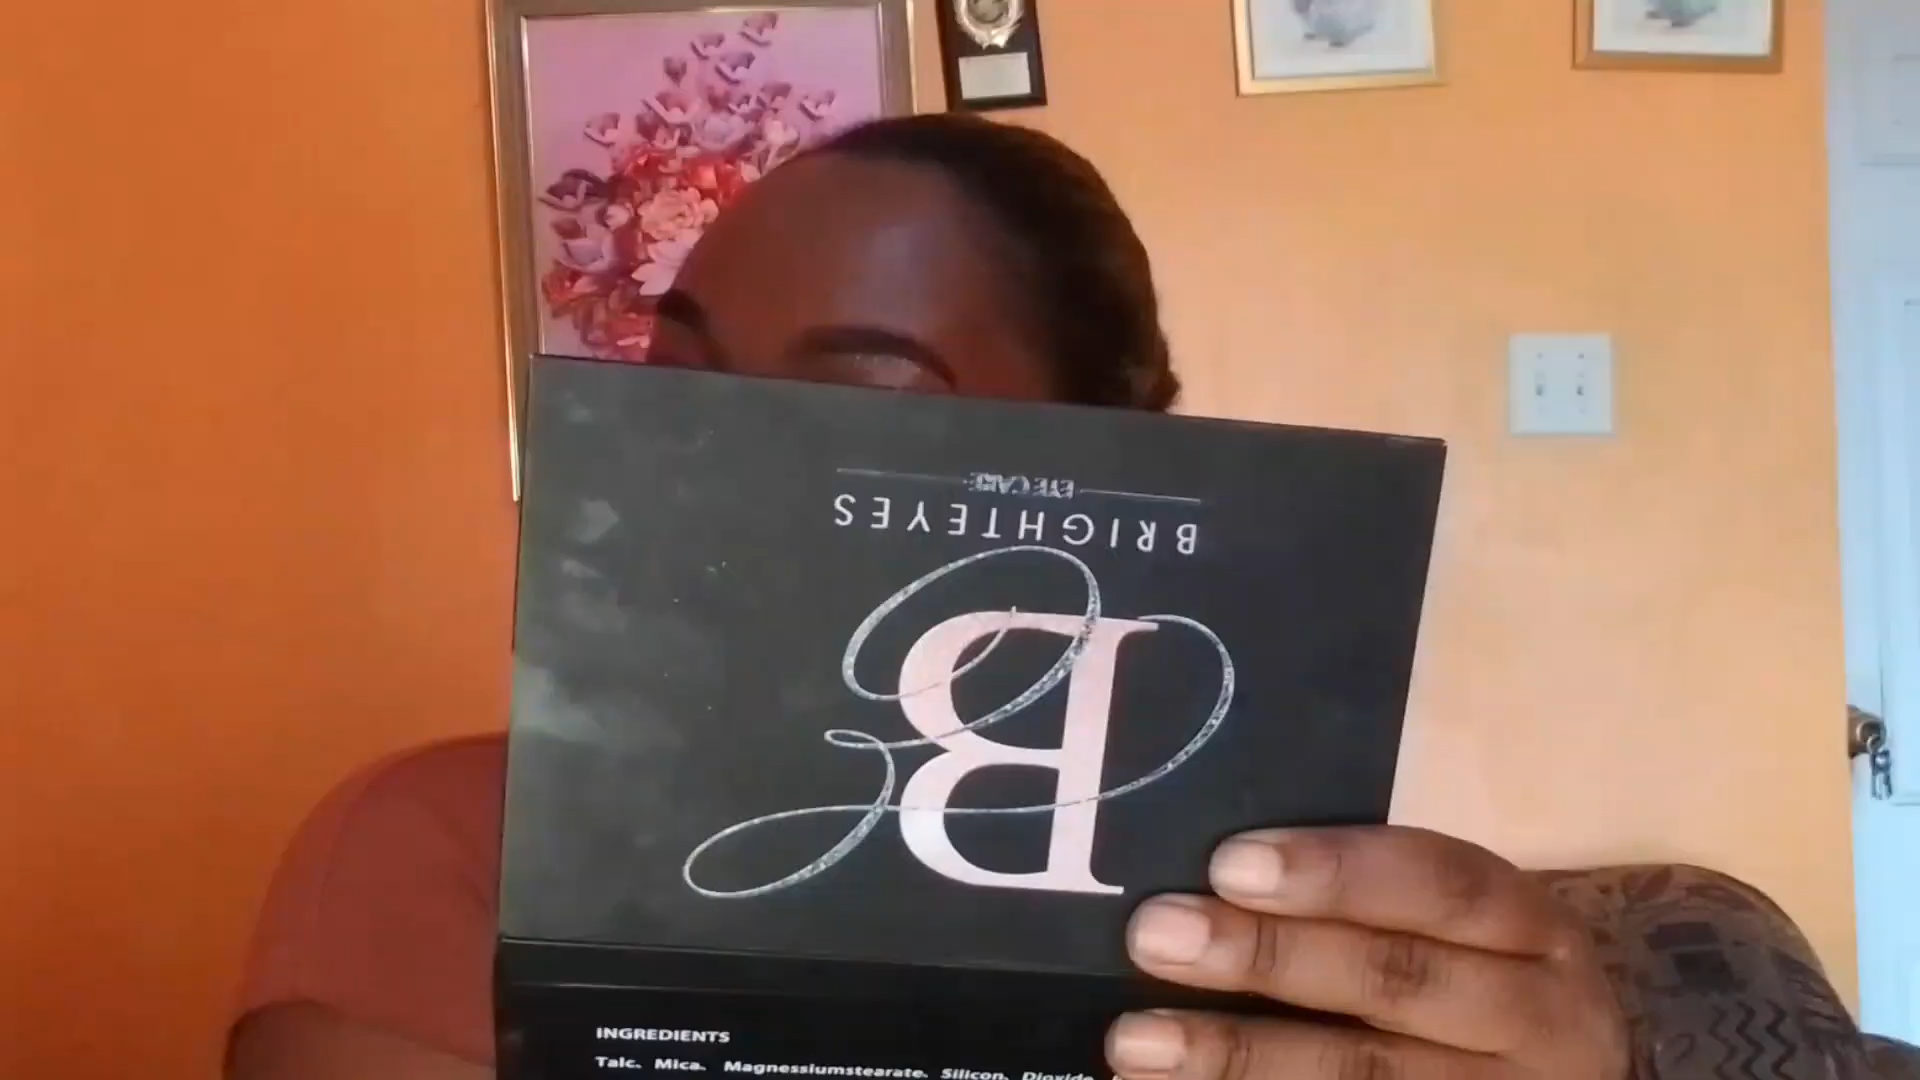 EYE CARE
BRIGHTEYES
B
INGREDIENTS
Talc. Mica. Magnessiumstearate. Silicon. Dioxide.